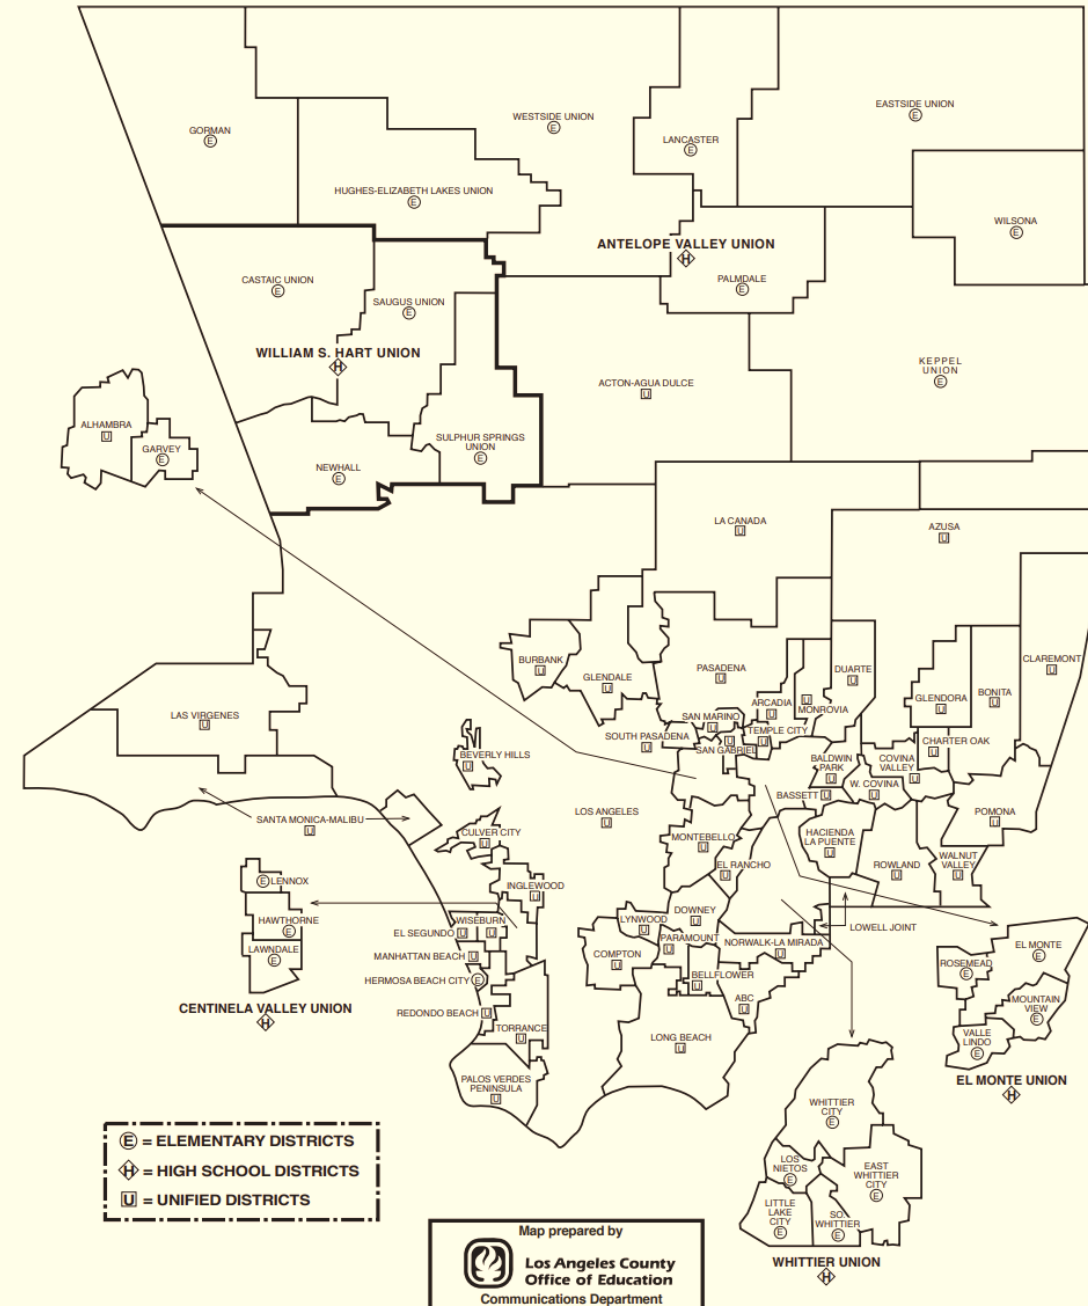 EASTSIDE UNION
E
WESTSIDE UNION
E
GORMAN
E
LANCASTER
E
HUGHES-ELIZABETH LAKES UNION
E
WILSONA
E
ANTELOPE VALLEY UNION
H
CASTAIC UNION
E
PALMDALE
E
SAUGUS UNION
E
WILLIAM S. HART UNION
H
KEPPEL
UNION
E
ACTON-AGUA DULCE
U
ALHAMBRA
U
GARVEY
E
SULPHUR SPRINGS
UNION
E
NEWHALL
E
LA CANADA
U
AZUSA
U
BURBANK
U
GLENDALE
U
PASADENA
U
DUARTE
U
CLAREMONT
U
GLENDORA
U
BONITA
U
ARCADIA
U
U
MONROVIA
LAS VIRGENES
U
SAN MARINO
U
SOUTH PASADENA
U
U
SAN GABRIEL
TEMPLE CITY
U
CHARTER OAK
U
BEVERLY HILLS
U
BALDWIN
PARK
U
COVINA
VALLEY
U
W. COVINA
U
BASSETT U
SANTA MONICA-MALIBU
U
LOS ANGELES
U
POMONA
U
CULVER CITY
U
MONTEBELLO
U
HACIENDA
LA PUENTE
U
EL RANCHO
U
ROWLAND
U
WALNUT
VALLEY
U
E LENNOX
INGLEWOOD
U
HAWTHORNE
E
WISEBURN
U
EL SEGUNDO U
LYNWOOD
U
DOWNEY
U
LOWELL JOINT
LAWNDALE
E
MANHATTAN BEACH U
COMPTON
U
PARAMOUNT
U
NORWALK-LA MIRADA
U
EL MONTE
E
ROSEMEAD
E
HERMOSA BEACH CITY E
BELLFLOWER
U
ABC
U
MOUNTAIN
VIEW
E
CENTINELA VALLEY UNION
H
REDONDO BEACH U
TORRANCE
U
LONG BEACH
U
VALLE
LINDO
E
PALOS VERDES
PENINSULA
U
EL MONTE UNION
H
WHITTIER
CITY
E
LOS
NIETOS
E
EAST
WHITTIER
CITY
E
LITTLE
LAKE
CITY
E
SO.
WHITTIER
E
WHITTIER UNION
H
E = ELEMENTARY DISTRICTS
H = HIGH SCHOOL DISTRICTS
U = UNIFIED DISTRICTS
Map prepared by
Los Angeles County
Office of Education
Communications Department